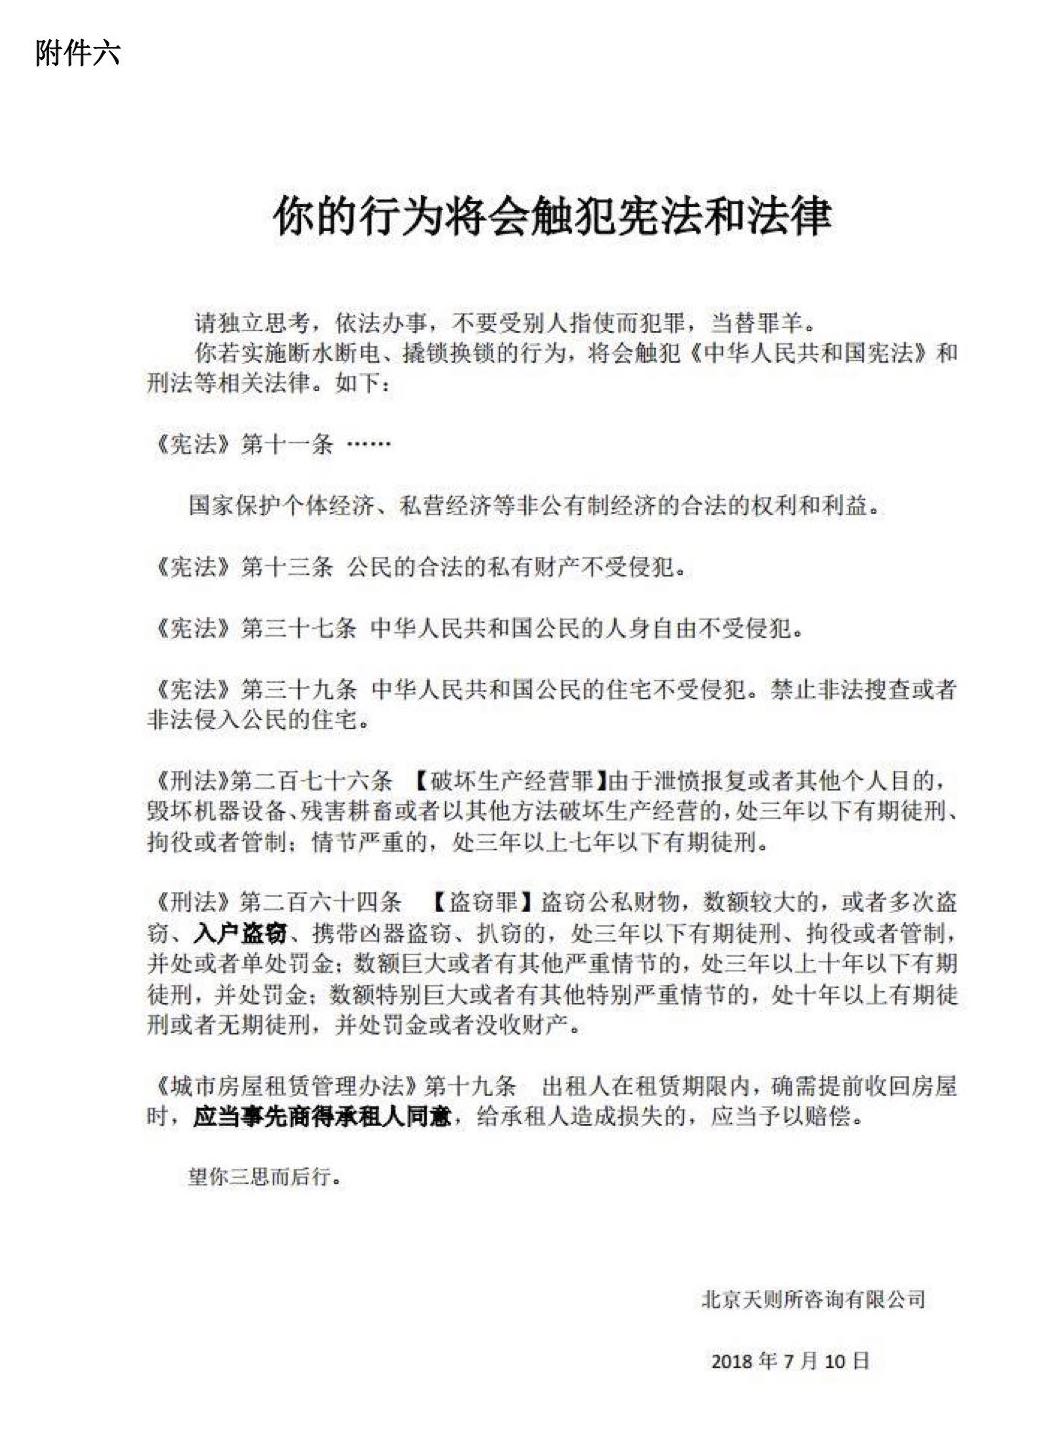 附件六
你的行为将会触犯宪法和法律
请独立思考，依法办事，不要受别人指使而犯罪，当替罪羊。
你若实施断水断电、撬锁换锁的行为，将会触犯《中华人民共和国宪法》和
刑法等相关法律。如下：
《宪法》第十一条 ……
国家保护个体经济、私营经济等非公有制经济的合法的权利和利益。
《宪法》第十三条 公民的合法的私有财产不受侵犯。
《宪法》第三十七条 中华人民共和国公民的人身自由不受侵犯。
《宪法》第三十九条 中华人民共和国公民的住宅不受侵犯。禁止非法搜查或者
非法侵入公民的住宅。
《刑法》第二百七十六条 【破坏生产经营罪】由于泄愤报复或者其他个人目的，
毁坏机器设备、残害耕畜或者以其他方法破坏生产经营的，处三年以下有期徒刑、
拘役或者管制；情节严重的，处三年以上七年以下有期徒刑。
《刑法》第二百六十四条 【盗窃罪】盗窃公私财物，数额较大的，或者多次盗
窃、入户盗窃、携带凶器盗窃、扒窃的，处三年以下有期徒刑、拘役或者管制，
并处或者单处罚金；数额巨大或者有其他严重情节的，处三年以上十年以下有期
徒刑，并处罚金；数额特别巨大或者有其他特别严重情节的，处十年以上有期徒
刑或者无期徒刑，并处罚金或者没收财产。
《城市房屋租赁管理办法》第十九条 出租人在租赁期限内，确需提前收回房屋
时，应当事先商得承租人同意，给承租人造成损失的，应当予以赔偿。
望你三思而后行。
北京天则所咨询有限公司
2018 年 7 月 10 日